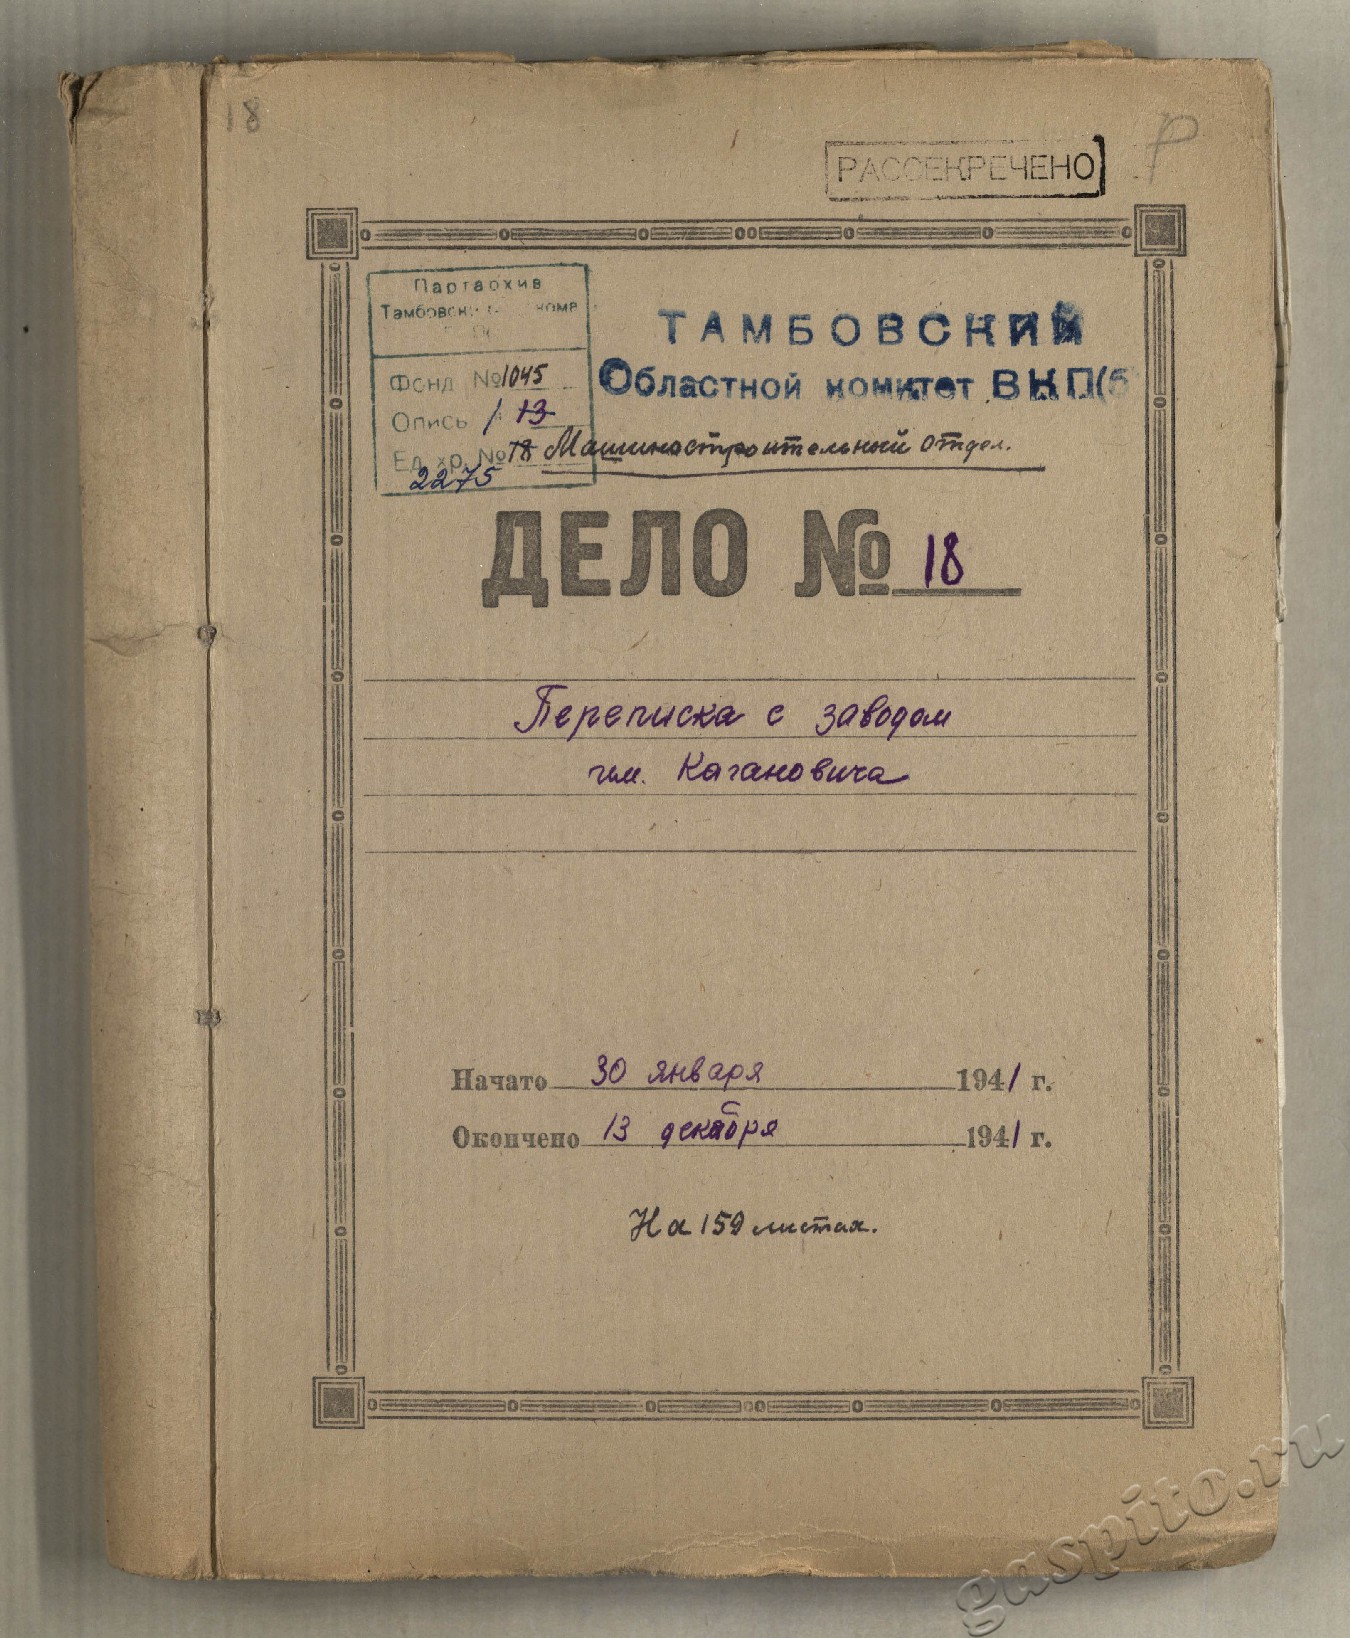 18
РАССЕКРЕЧЕНО
Р
Партархив
Тамбовск кома
ТАМБОВСКИЙ
Областной комитет ВКП(б
Фонд №1045
Опись 1 13
Ед. хр. №18
2275
Машиностроительный отдел.
ДЕЛО № 18
Переписка с заводом
им. Кагановича
Начато 30 января 1941 г.
Окончено 13 декабря 1941 г.
На 159 листах.
gaspito.ru